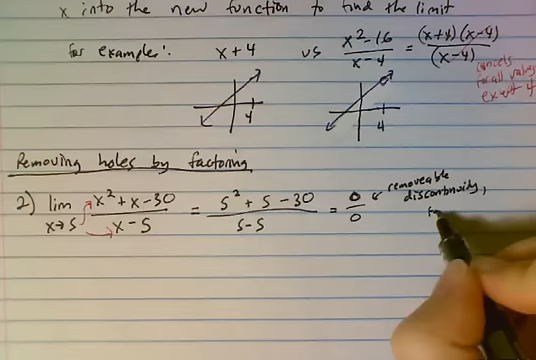 x into the new function to find the limit
for example: x + 4 vs x²-16 / x-4 = (x+4)(x-4) / (x-4)
cancels
for all values
except 4
4
4
Removing holes by factoring
2) lim x→5 x² + x - 30 / x - 5 = 5² + 5 - 30 / 5-5 = 0/0
removeable
discontinuity,